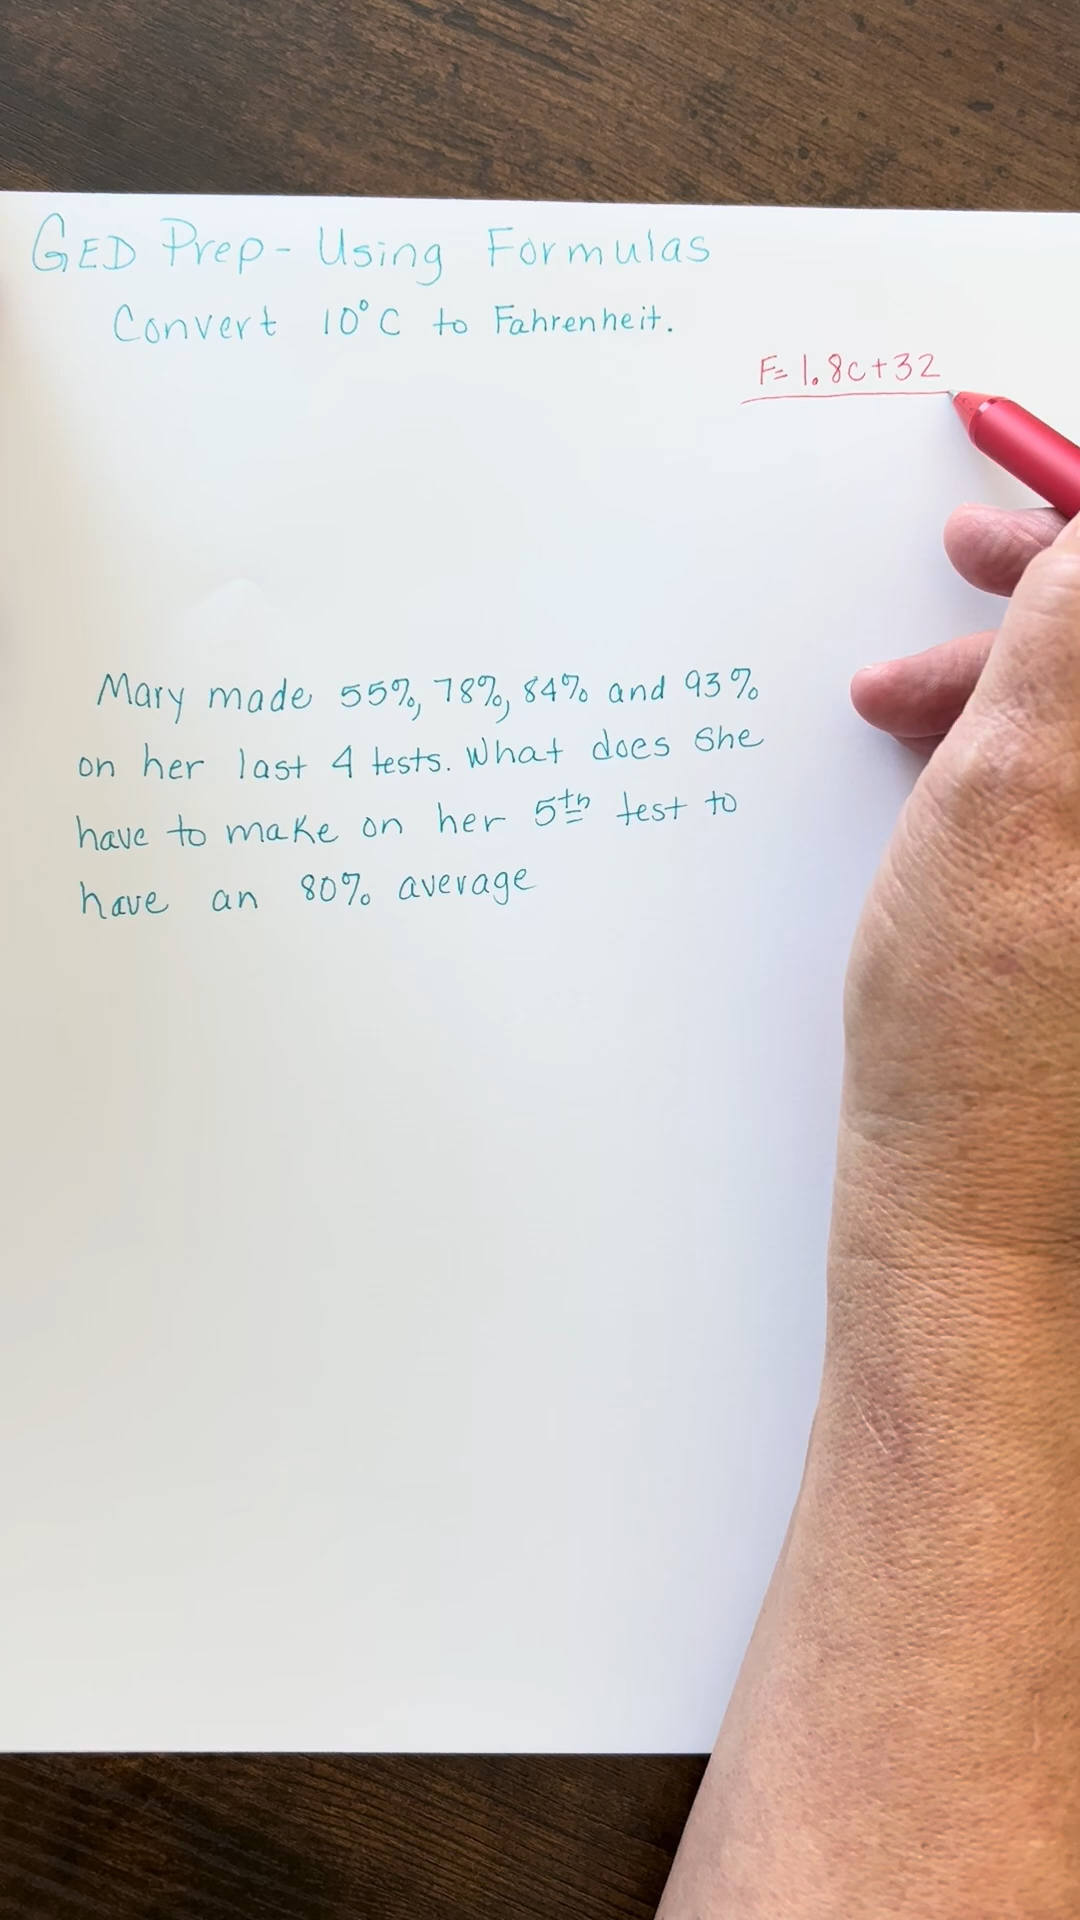 GED Prep - Using Formulas
Convert 10°C to Fahrenheit.
F= 1.8C+32
Mary made 55%, 78%, 84% and 93%
on her last 4 tests. What does she
have to make on her 5th test to
have an 80% average